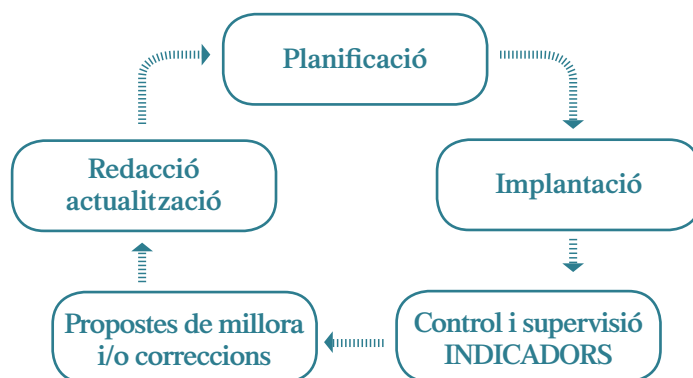 Planificació
Implantació
Control i supervisió
INDICADORS
Propostes de millora
i/o correccions
Redacció
actualització